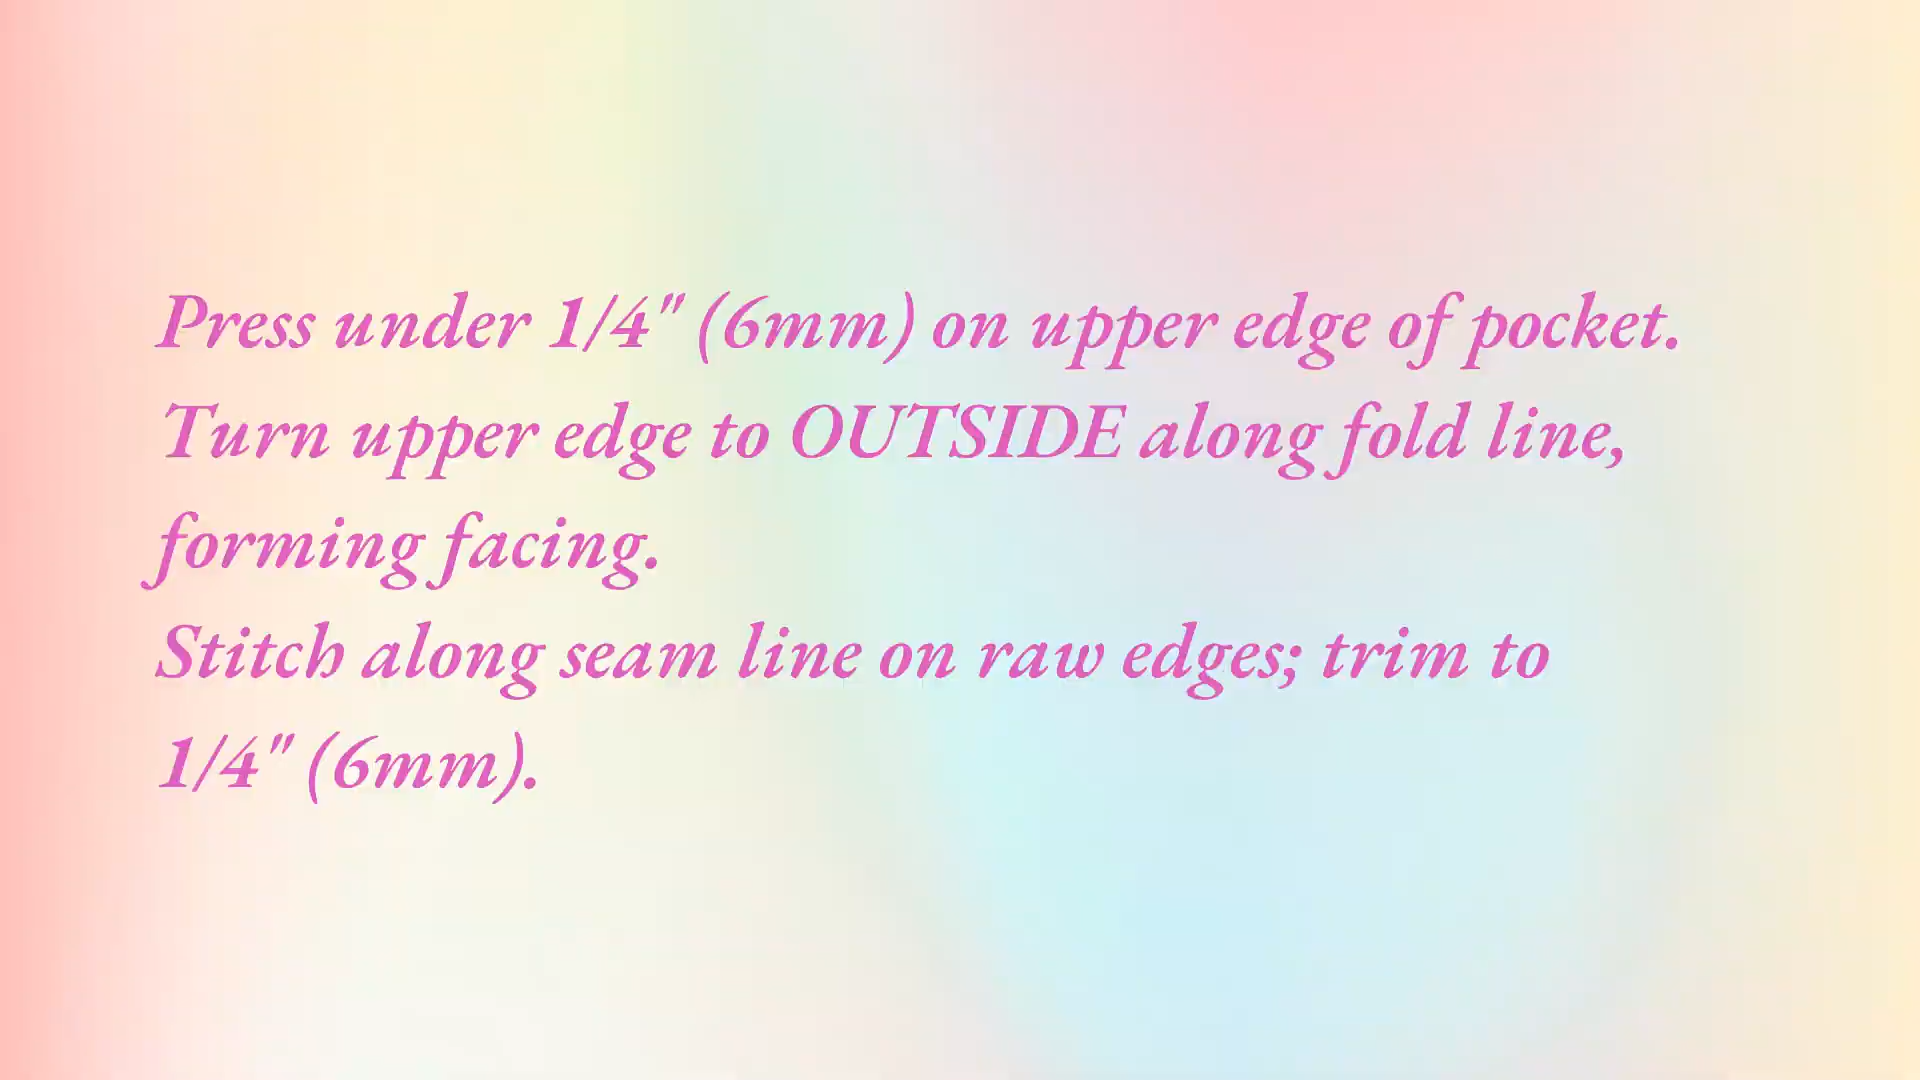 Press under 1/4" (6mm) on upper edge of pocket.
Turn upper edge to OUTSIDE along fold line,
forming facing.
Stitch along seam line on raw edges; trim to
1/4" (6mm).